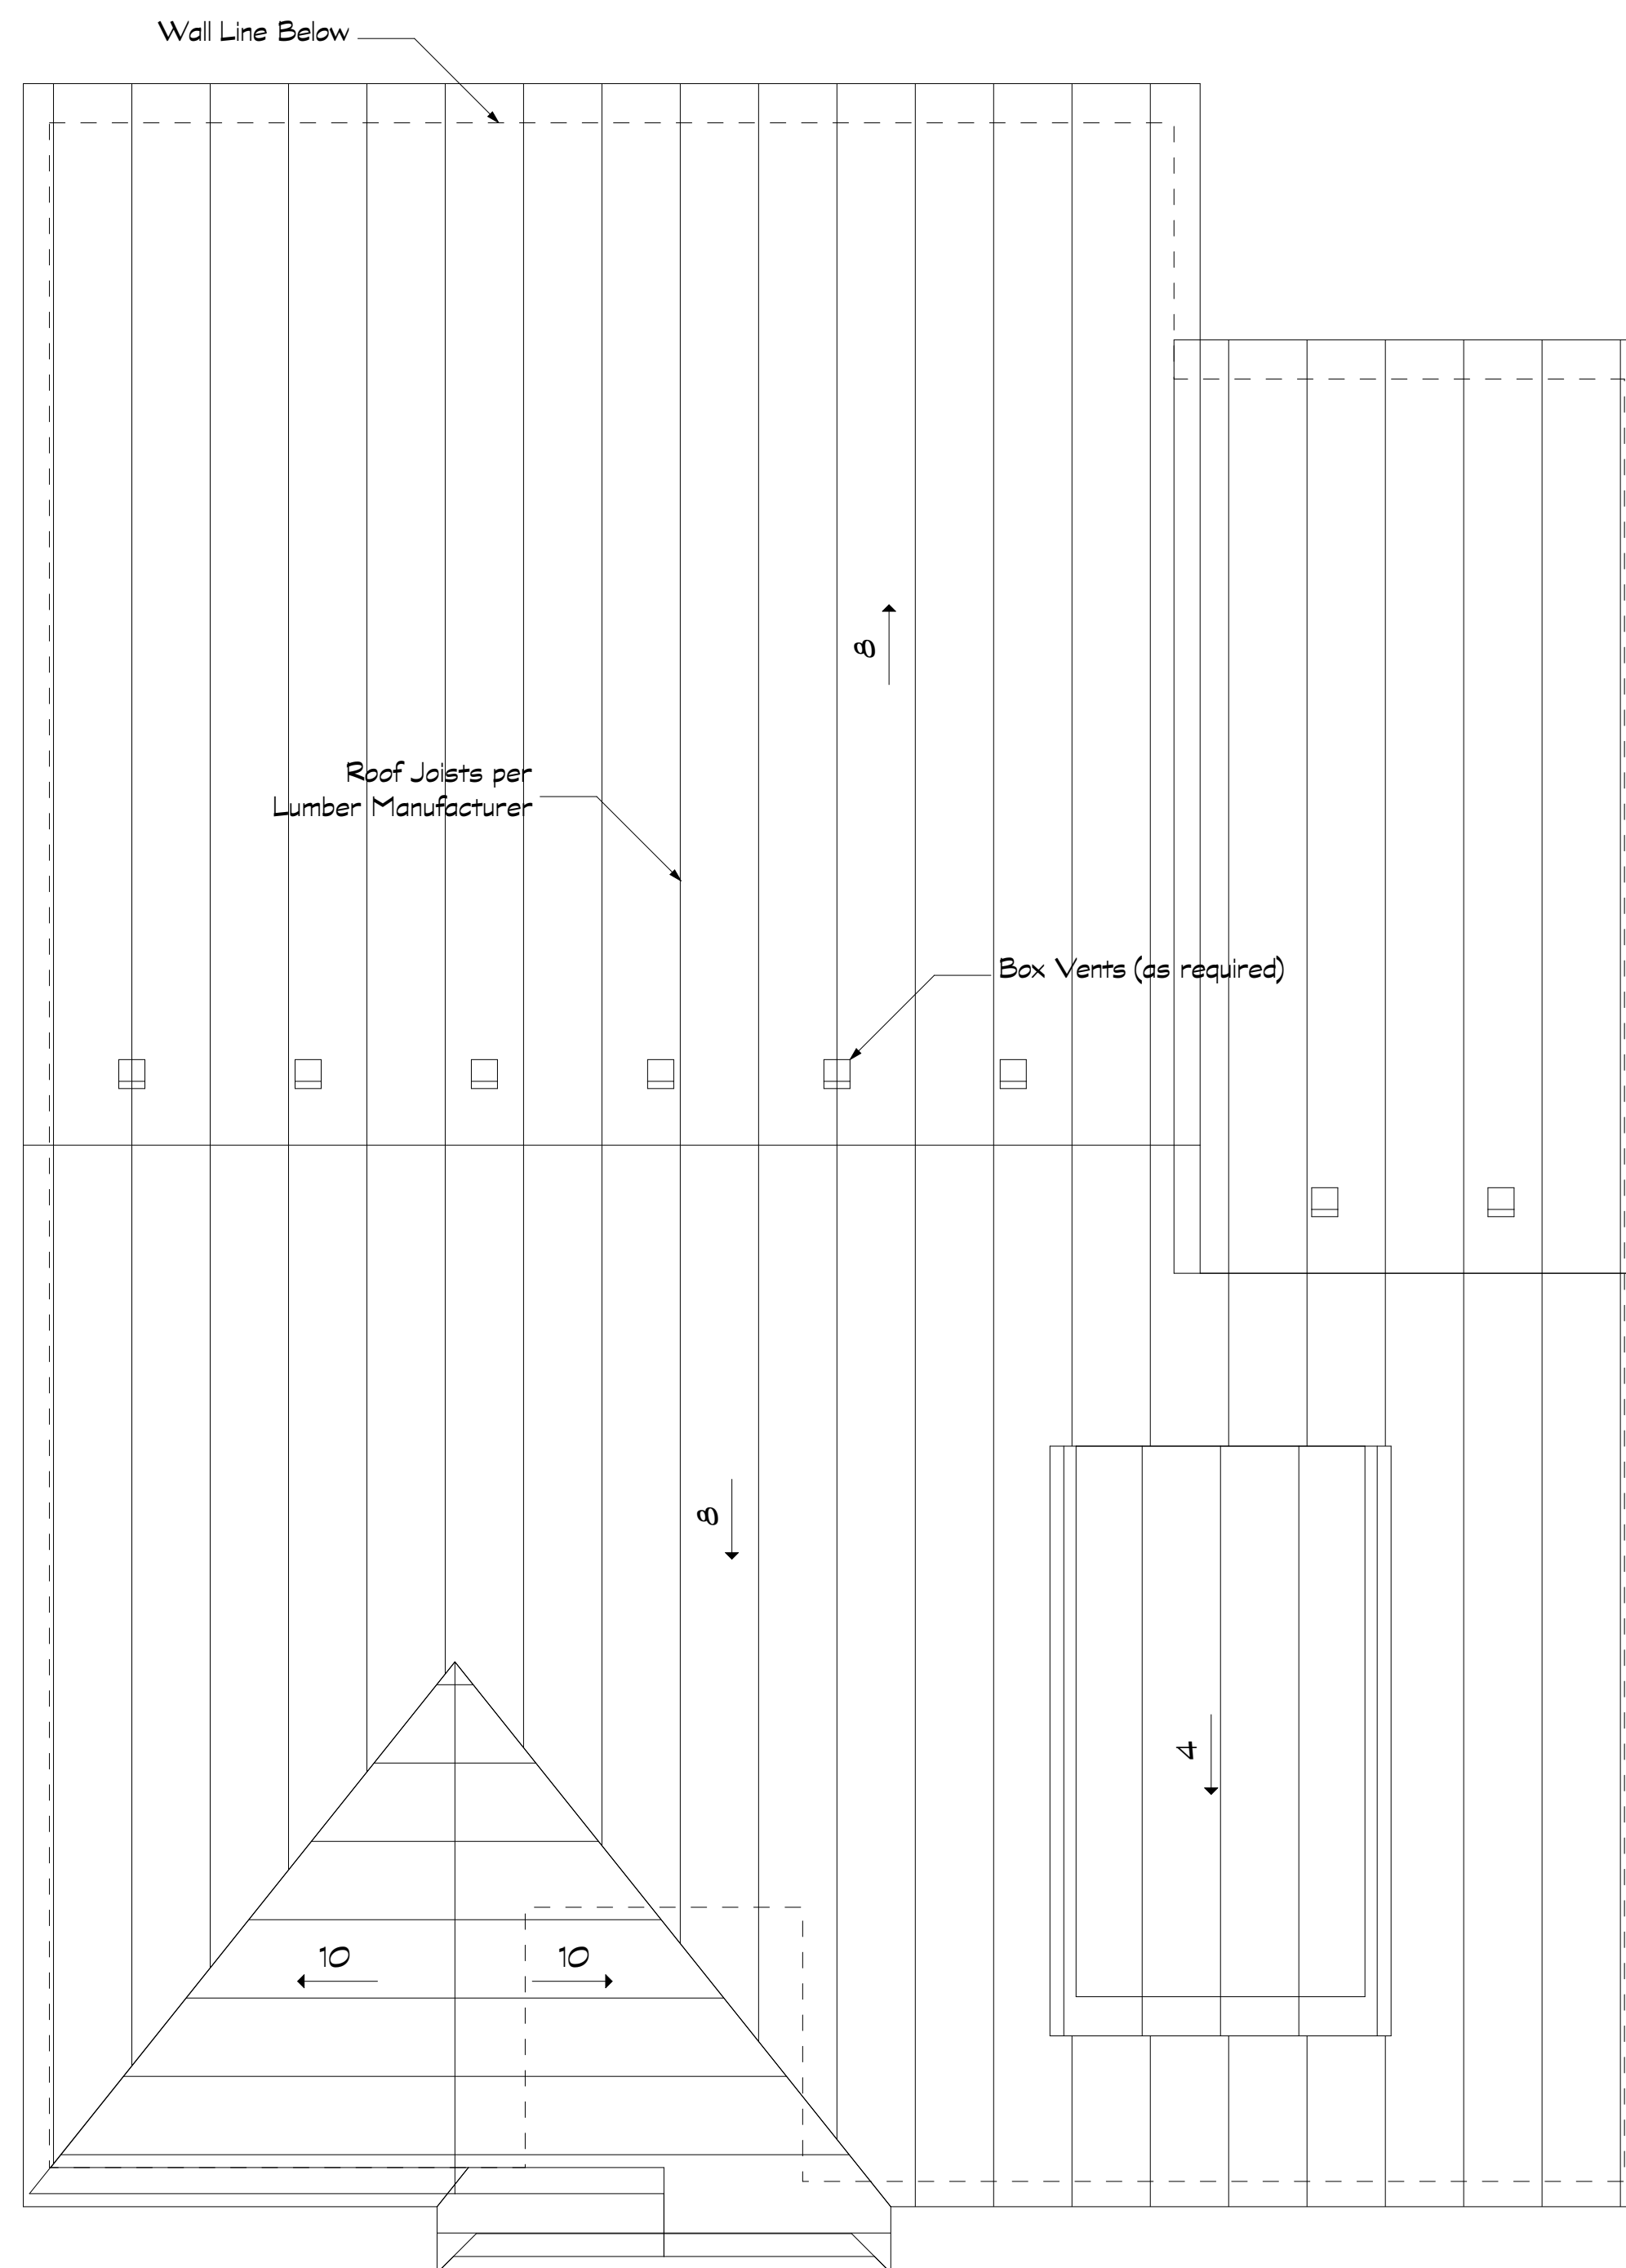 Wall Line Below
8
Roof Joists per
Lumber Manufacturer
Box Vents (as required)
8
4
10
10